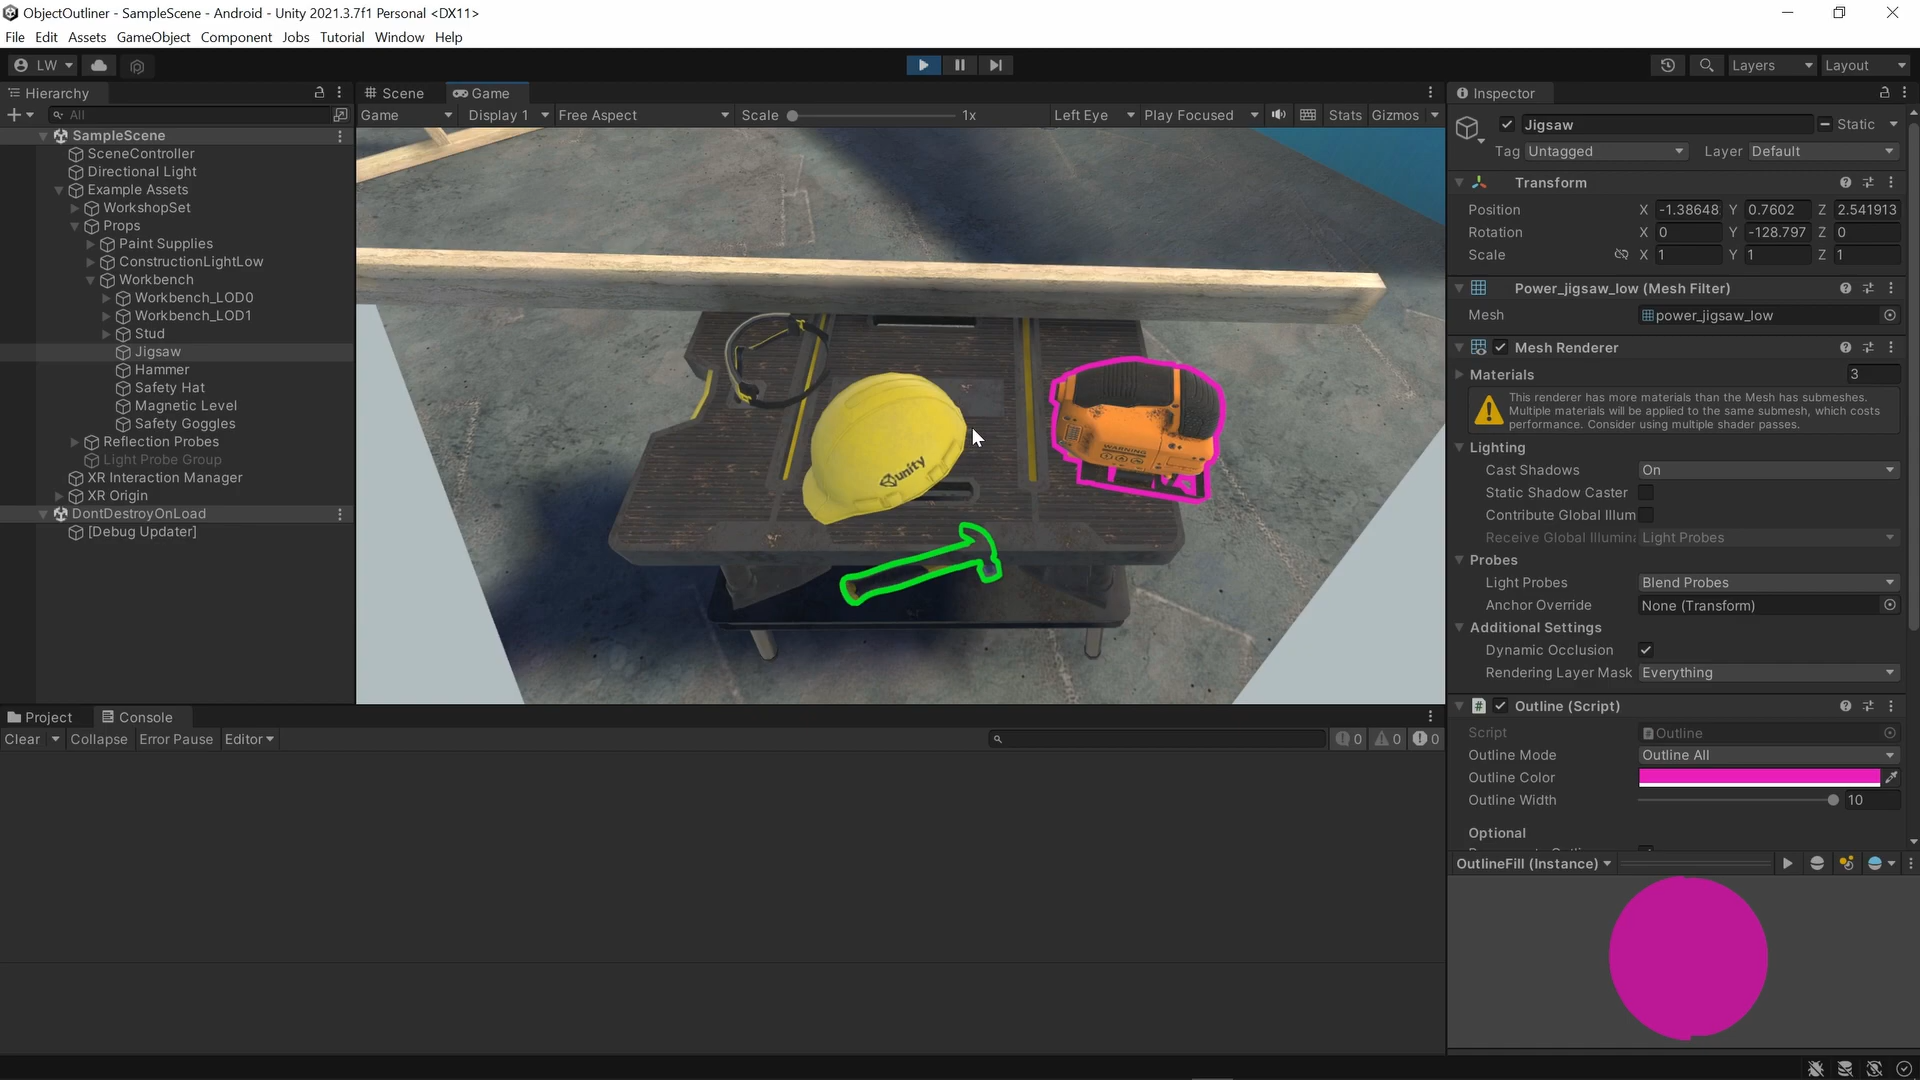 ObjectOutliner - SampleScene - Android - Unity 2021.3.7f1 Personal <DX11>
File Edit Assets GameObject Component Jobs Tutorial Window Help
LW
Layers Layout
Hierarchy
All
SampleScene
SceneController
Directional Light
Example Assets
WorkshopSet
Props
Paint Supplies
ConstructionLightLow
Workbench
Workbench_LOD0
Workbench_LOD1
Stud
Jigsaw
Hammer
Safety Hat
Magnetic Level
Safety Goggles
Reflection Probes
Light Probe Group
XR Interaction Manager
XR Origin
DontDestroyOnLoad
[Debug Updater]
Scene Game
Game Display 1 Free Aspect Scale 1x Left Eye Play Focused Stats Gizmos
WARNING
unity
Project Console
Clear Collapse Error Pause Editor
0 0 0
Inspector
Jigsaw Static
Tag Untagged Layer Default
Transform
Position X -1.38648 Y 0.7602 Z 2.541913
Rotation X 0 Y -128.797 Z 0
Scale X 1 Y 1 Z 1
Power_jigsaw_low (Mesh Filter)
Mesh power_jigsaw_low
Mesh Renderer
Materials 3
This renderer has more materials than the Mesh has submeshes.
Multiple materials will be applied to the same submesh, which costs
performance. Consider using multiple shader passes.
Lighting
Cast Shadows On
Static Shadow Caster
Contribute Global Illum
Receive Global Illumina Light Probes
Probes
Light Probes Blend Probes
Anchor Override None (Transform)
Additional Settings
Dynamic Occlusion
Rendering Layer Mask Everything
Outline (Script)
Script Outline
Outline Mode Outline All
Outline Color
Outline Width 10
Optional
OutlineFill (Instance)